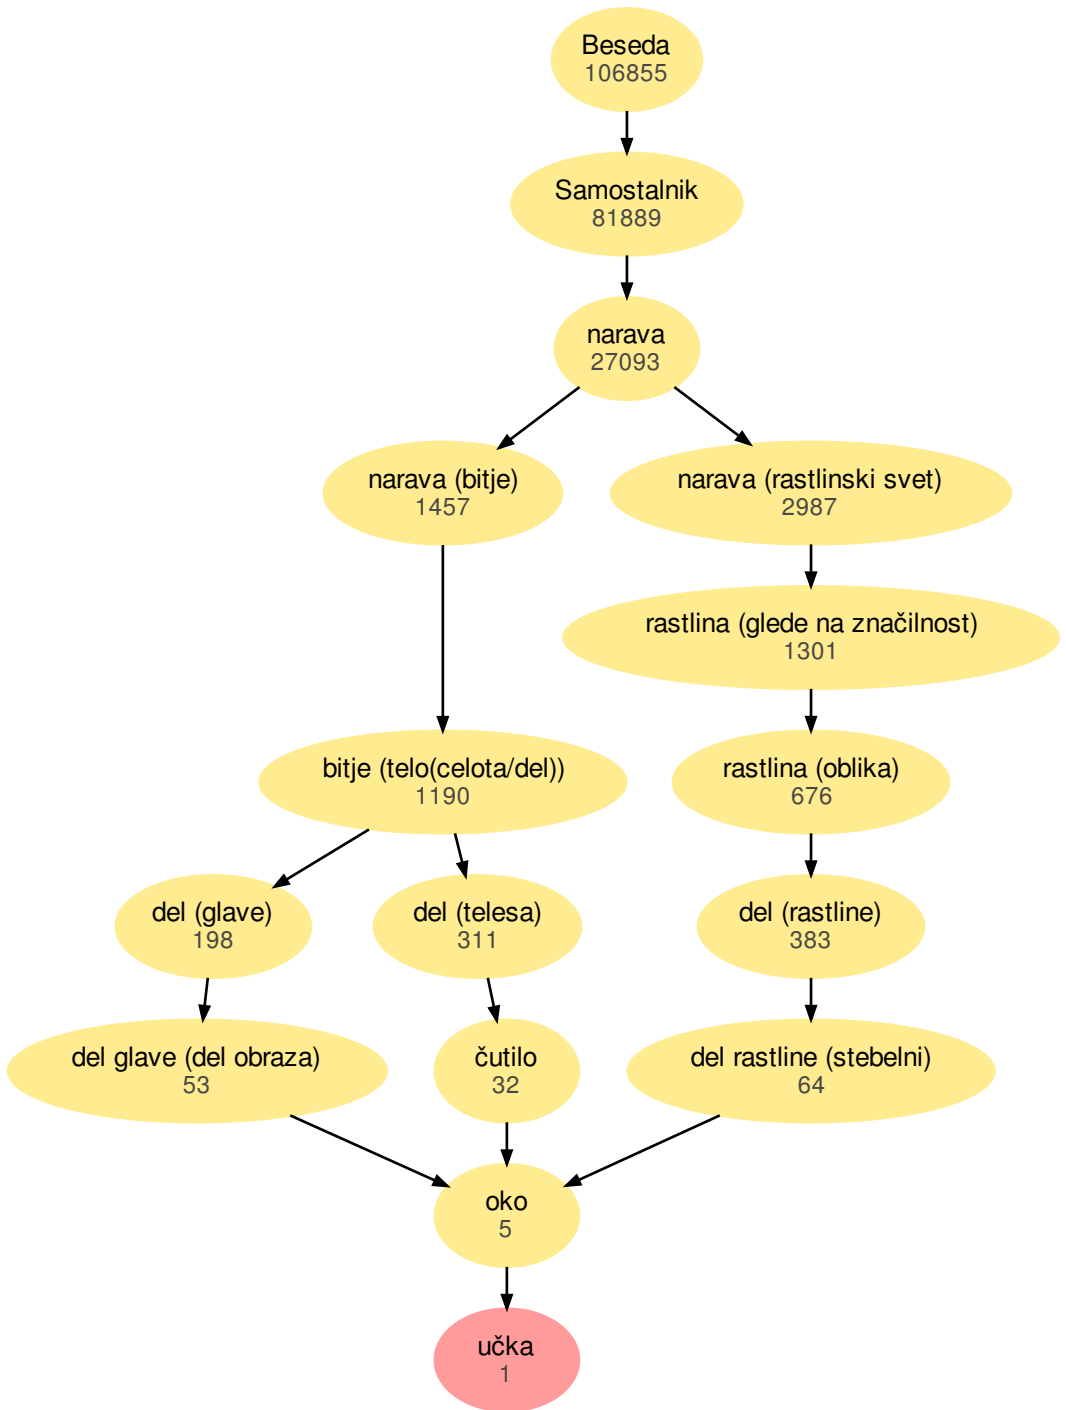 Beseda
106855
Samostalnik
81889
narava
27093
narava (bitje)
1457
narava (rastlinski svet)
2987
rastlina (glede na značilnost)
1301
bitje (telo(celota/del))
1190
rastlina (oblika)
676
del (glave)
198
del (telesa)
311
del (rastline)
383
del glave (del obraza)
53
čutilo
32
del rastline (stebelni)
64
oko
5
učka
1